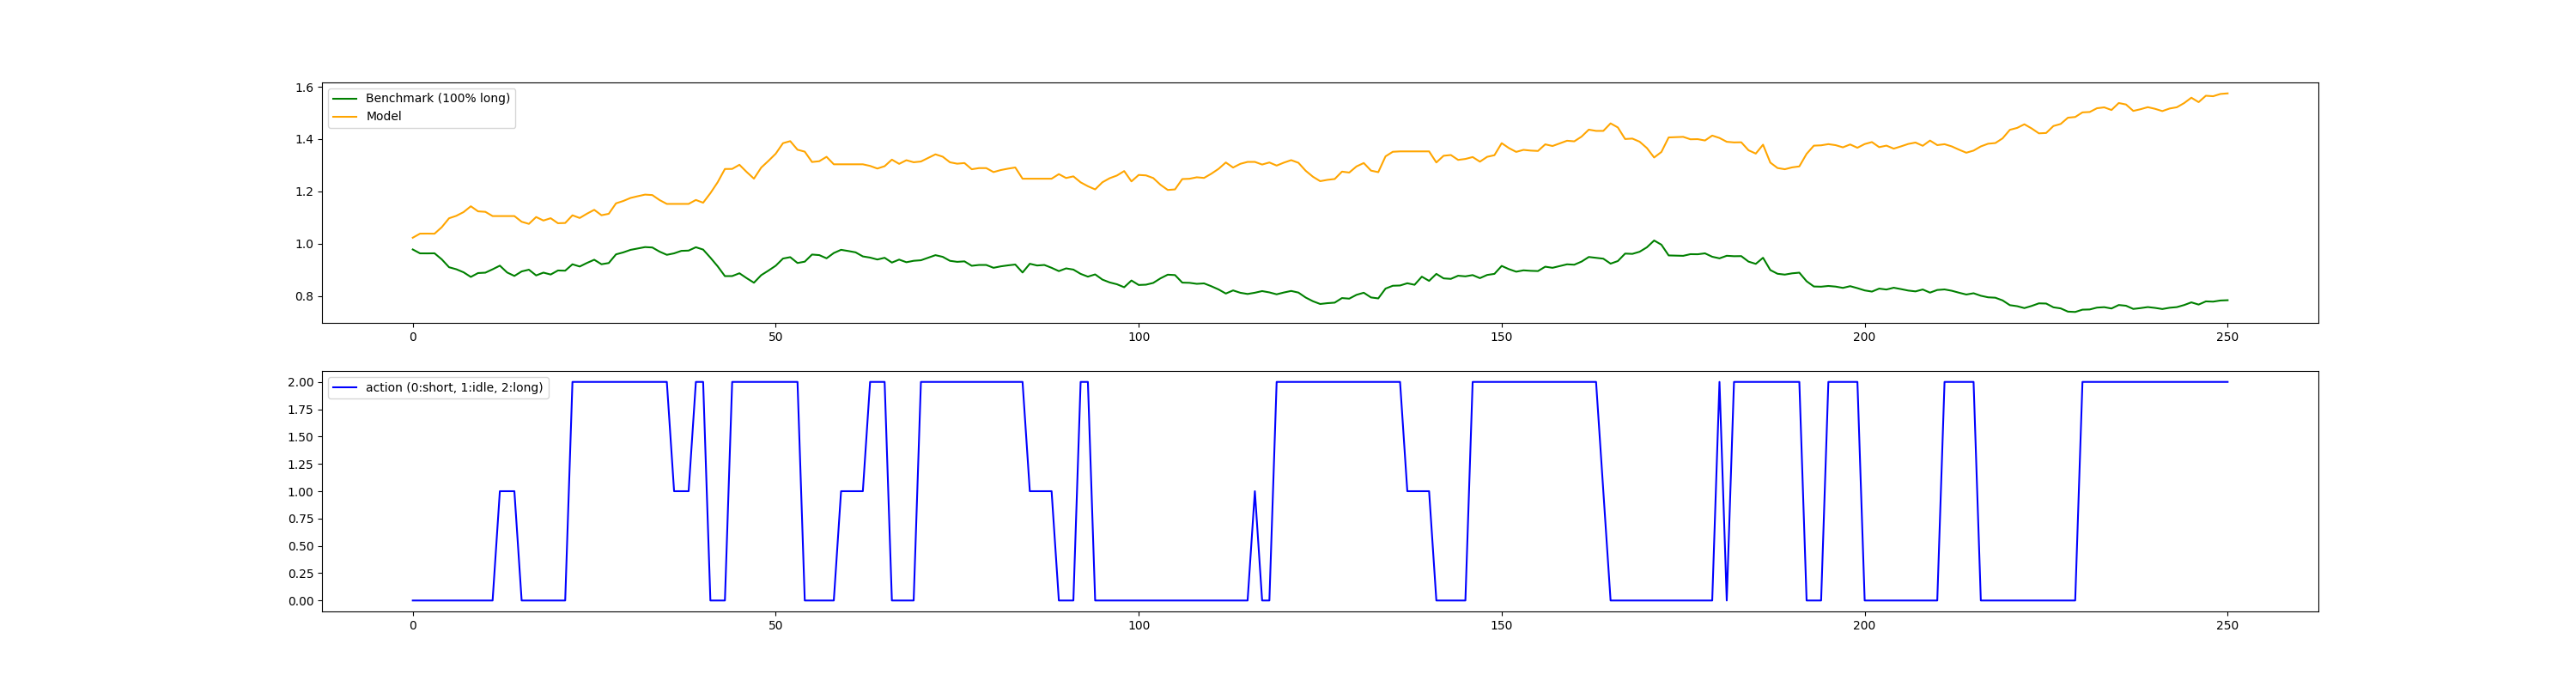 1.6
1.4
1.2
1.0
0.8
Benchmark (100% long)
Model
0 50 100 150 200 250
2.00
1.75
1.50
1.25
1.00
0.75
0.50
0.25
0.00
action (0:short, 1:idle, 2:long)
0 50 100 150 200 250